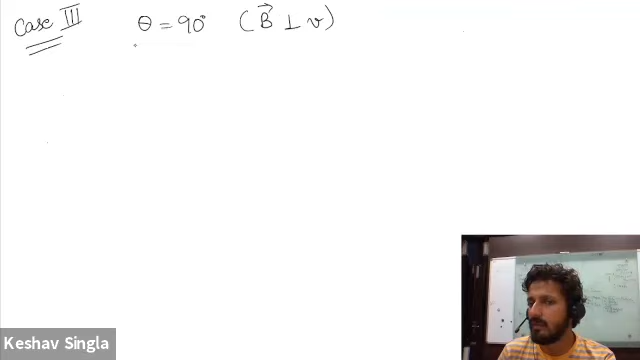 Case III θ = 90° (B⃗ ⊥ v)
Keshav Singla